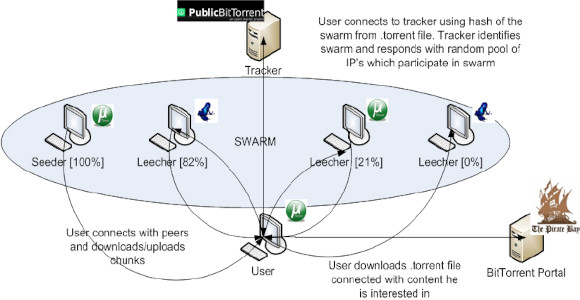 PublicBitTorrent
Tracker
User connects to tracker using hash of the
swarm from .torrent file. Tracker identifies
swarm and responds with random pool of
IP's which participate in swarm
SWARM
Seeder [100%]
Leecher [82%]
Leecher [21%]
Leecher [0%]
User connects with peers
and downloads/uploads
chunks
User
User downloads .torrent file
connected with content he
is interested in
The Pirate Bay
BitTorrent Portal